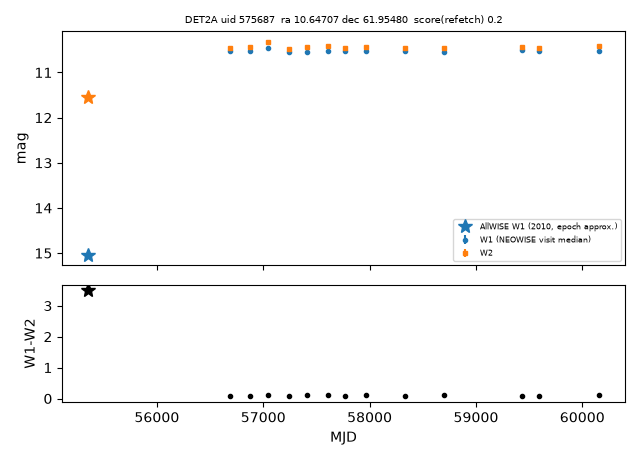 DET2A uid 575687  ra 10.64707 dec 61.95480  score(refetch) 0.2
mag
11
12
13
14
15
AllWISE W1 (2010, epoch approx.)
W1 (NEOWISE visit median)
W2
W1-W2
3
2
1
0
56000
57000
58000
59000
60000
MJD